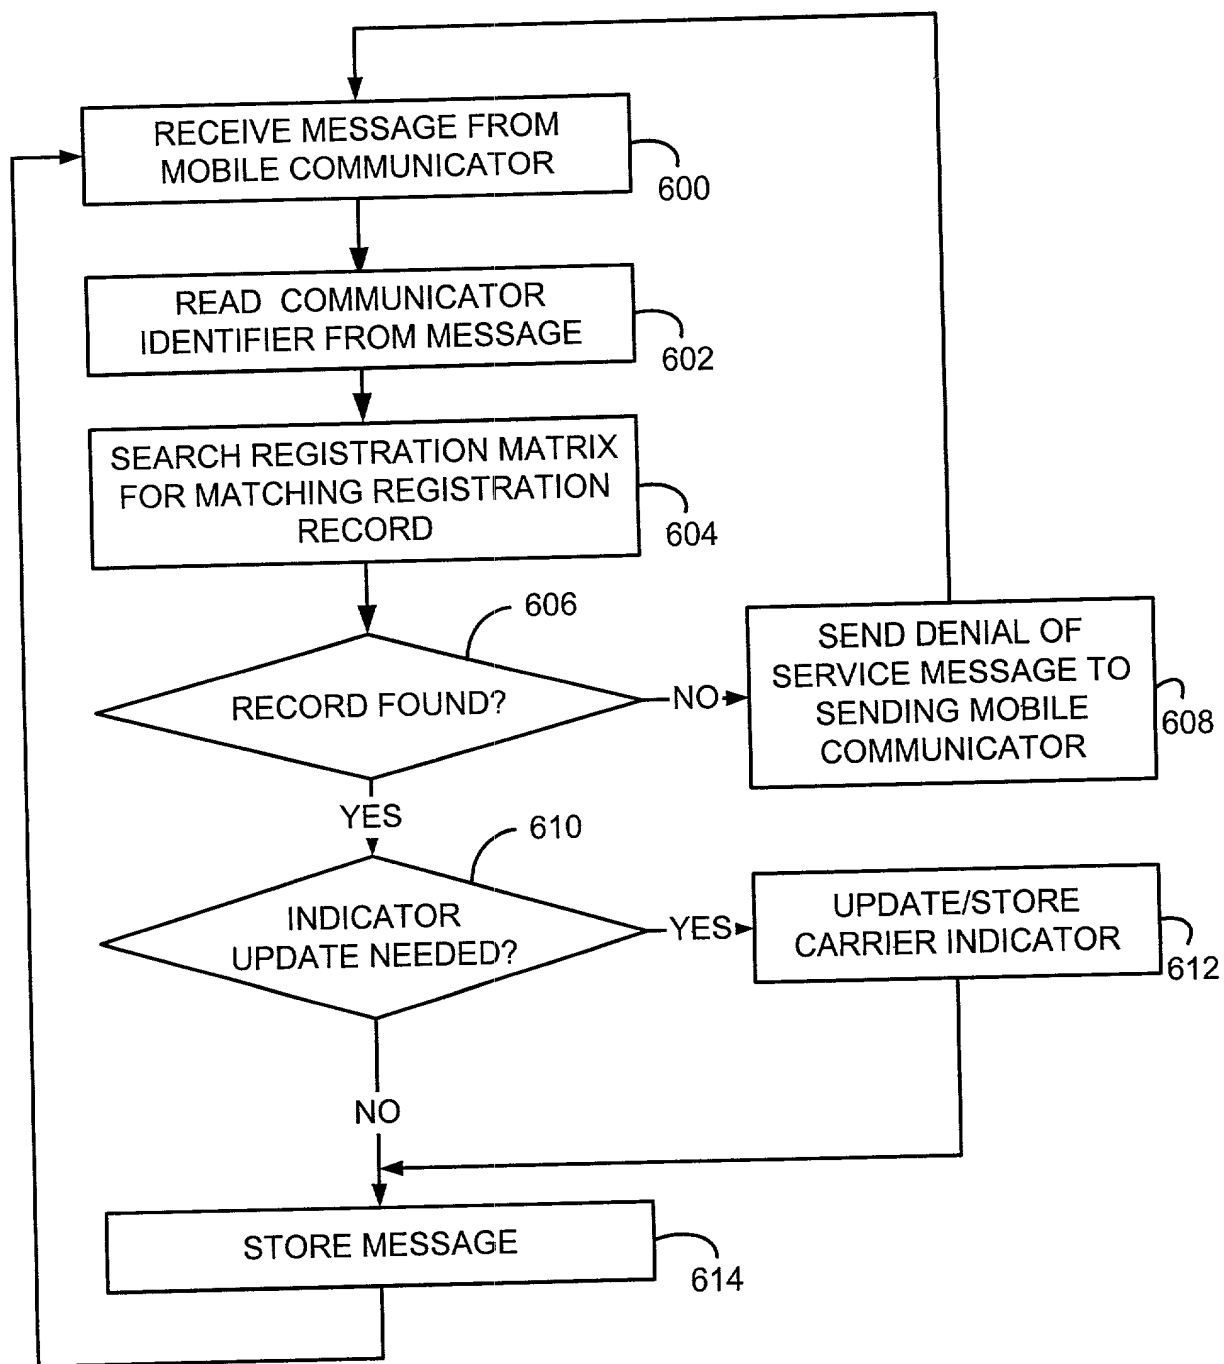 RECEIVE MESSAGE FROM
MOBILE COMMUNICATOR
600
READ COMMUNICATOR
IDENTIFIER FROM MESSAGE
602
SEARCH REGISTRATION MATRIX
FOR MATCHING REGISTRATION
RECORD
604
606
RECORD FOUND?
NO
SEND DENIAL OF
SERVICE MESSAGE TO
SENDING MOBILE
COMMUNICATOR
608
YES
610
INDICATOR
UPDATE NEEDED?
YES
UPDATE/STORE
CARRIER INDICATOR
612
NO
STORE MESSAGE
614